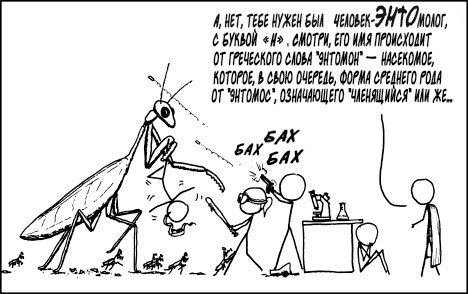 А, НЕТ, ТЕБЕ НУЖЕН БЫЛ ЧЕЛОВЕК-ЭНТОМОЛОГ,
С БУКВОЙ «Н». СМОТРИ, ЕГО ИМЯ ПРОИСХОДИТ
ОТ ГРЕЧЕСКОГО СЛОВА "ЭНТОМОН" — НАСЕКОМОЕ,
КОТОРОЕ, В СВОЮ ОЧЕРЕДЬ, ФОРМА СРЕДНЕГО РОДА
ОТ "ЭНТОМОС", ОЗНАЧАЮЩЕГО "ЧЛЕНЯЩИЙСЯ" ИЛИ ЖЕ..
БАХ
БАХ
БАХ